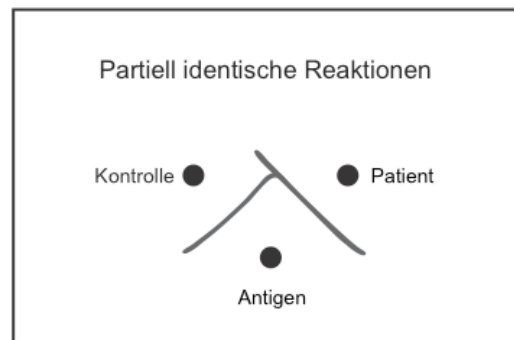 Partiell identische Reaktionen
Kontrolle
Patient
Antigen